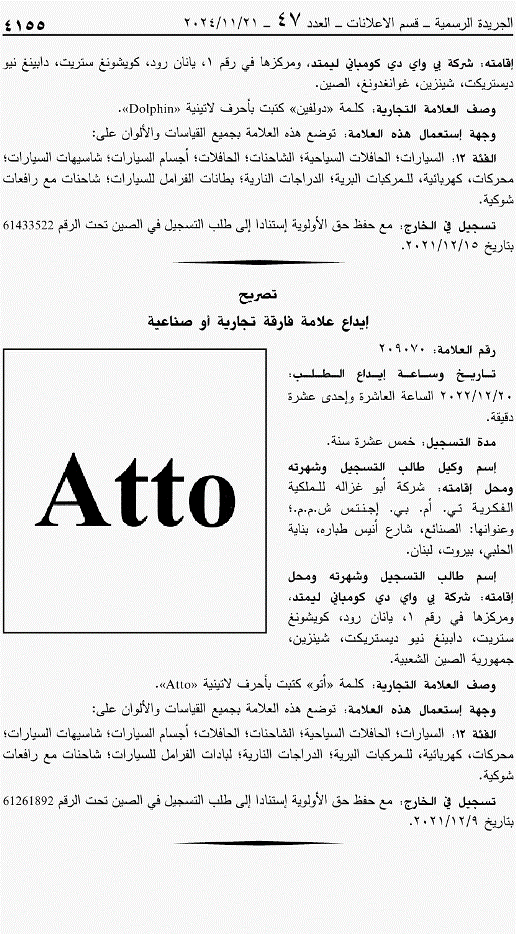 الجريدة الرسمية ــ قسم الاعلانات ــ العدد ٤٧ ــ ٢٠٢٤/١١/٢١
٤١٥٥
إقامته: شركة بي واي دي كومباني ليمتد، ومركزها في رقم ١، يانان رود، كويشونغ ستريت، دابينغ نيو
ديستريكت، شينزين، غوانغدونغ، الصين.
وصف العلامة التجارية: كلمة «دولفين» كتبت بأحرف لاتينية «Dolphin».
وجهة إستعمال هذه العلامة: توضع هذه العلامة بجميع القياسات والألوان على:
الفئة ١٢: السيارات؛ الحافلات السياحية؛ الشاحنات؛ الحافلات؛ أجسام السيارات؛ شاسيهات السيارات؛
محركات، كهربائية، للمركبات البرية؛ الدراجات النارية؛ بطانات الفرامل للسيارات؛ شاحنات مع رافعات
شوكية.
تسجيل في الخارج: مع حفظ حق الأولوية إستنادا إلى طلب التسجيل في الصين تحت الرقم 61433522
بتاريخ ٢٠٢١/١٢/١٥.
تصريح
إيداع علامة فارقة تجارية أو صناعية
رقم العلامة: ٢٠٩٠٧٠
تاريخ وساعة إيداع الطلب:
٢٠٢٢/١٢/٢٠ الساعة العاشرة وإحدى عشرة
دقيقة.
مدة التسجيل: خمس عشرة سنة.
إسم وكيل طالب التسجيل وشهرته
ومحل إقامته: شركة أبو غزاله للملكية
الفكرية تي. أم. بي. إجنتس ش.م.م.؛
وعنوانها: الصنائع، شارع أنيس طباره، بناية
الحلبي، بيروت، لبنان.
إسم طالب التسجيل وشهرته ومحل
إقامته: شركة بي واي دي كومباني ليمتد،
ومركزها في رقم ١، يانان رود، كويشونغ
ستريت، دابينغ نيو ديستريكت، شينزين،
جمهورية الصين الشعبية.
Atto
وصف العلامة التجارية: كلمة «أتو» كتبت بأحرف لاتينية «Atto».
وجهة إستعمال هذه العلامة: توضع هذه العلامة بجميع القياسات والألوان على:
الفئة ١٢: السيارات؛ الحافلات السياحية؛ الشاحنات؛ الحافلات؛ أجسام السيارات؛ شاسيهات السيارات؛
محركات، كهربائية، للمركبات البرية؛ الدراجات النارية؛ لبادات الفرامل للسيارات؛ شاحنات مع رافعات
شوكية.
تسجيل في الخارج: مع حفظ حق الأولوية إستنادا إلى طلب التسجيل في الصين تحت الرقم 61261892
بتاريخ ٢٠٢١/١٢/٩.